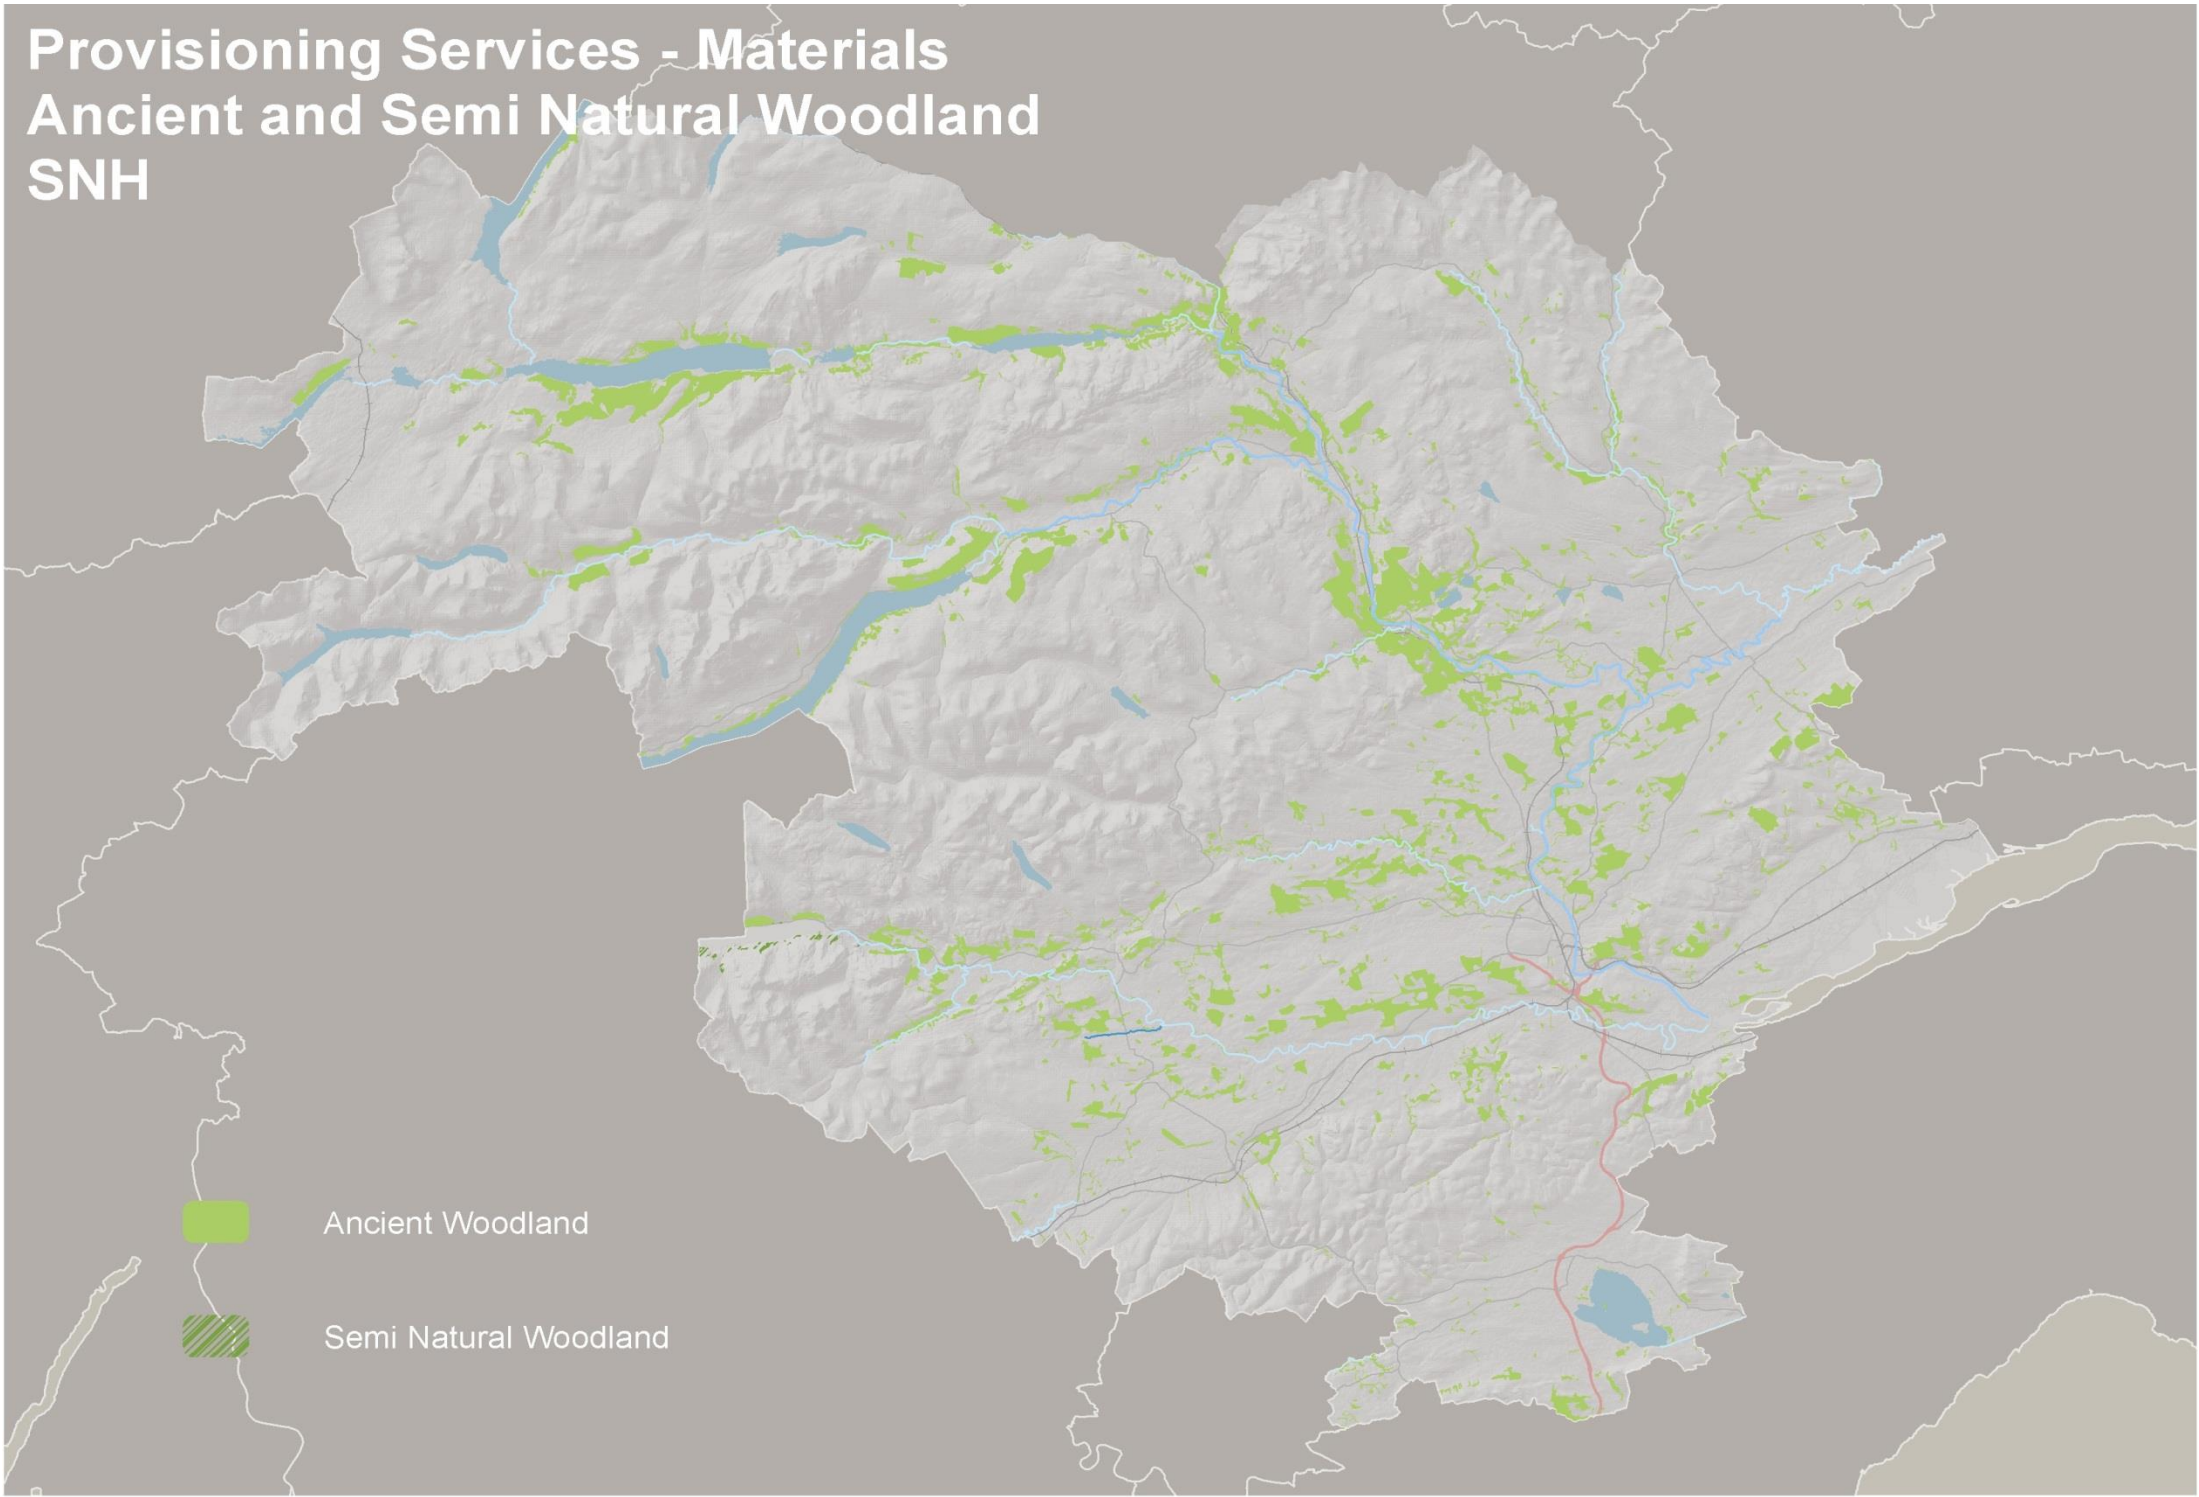 Provisioning Services - Materials
Ancient and Semi Natural Woodland
SNH
Ancient Woodland
Semi Natural Woodland